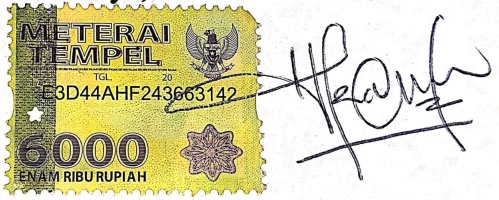 METERAI
TEMPEL
TGL. 20
E3D44AHF243663142
6000
ENAM RIBU RUPIAH